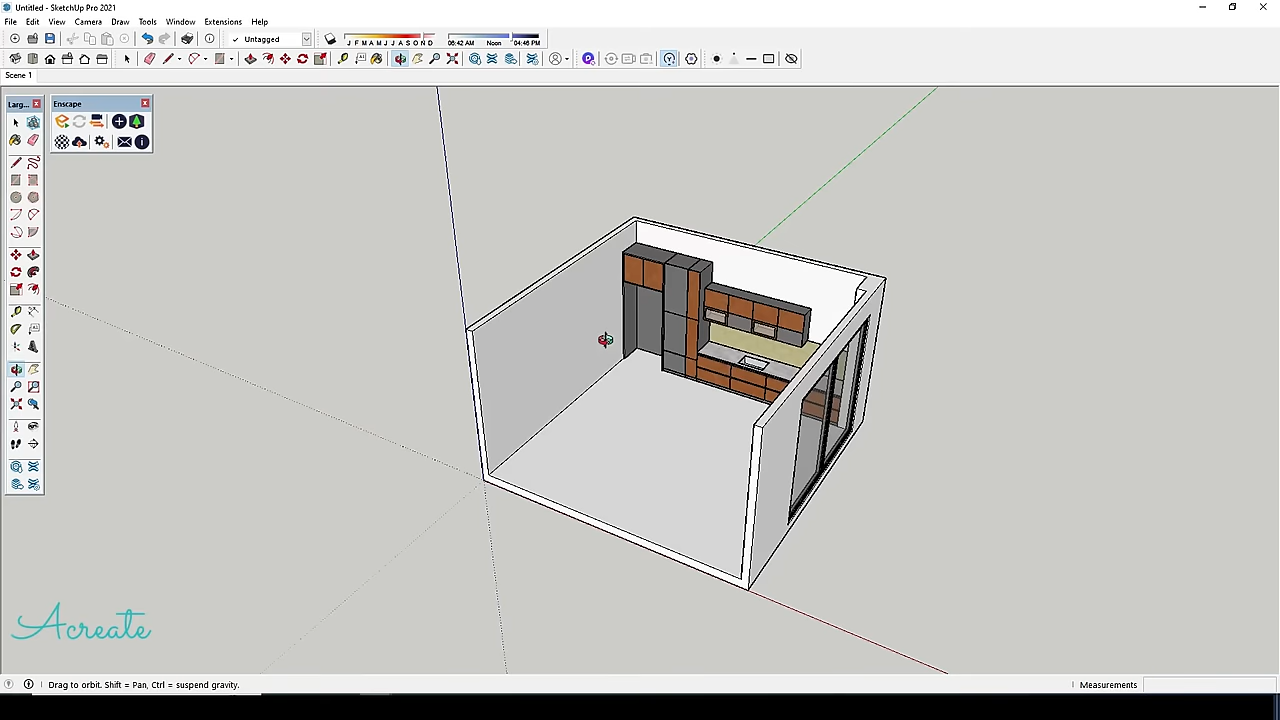 Untitled - SketchUp Pro 2021
File Edit View Camera Draw Tools Window Extensions Help
Untagged
J F M A M J J A S O N D
06:42 AM Noon 04:46 PM
Scene 1
Larg...
Enscape
Acreate
Drag to orbit. Shift = Pan, Ctrl = suspend gravity.
Measurements